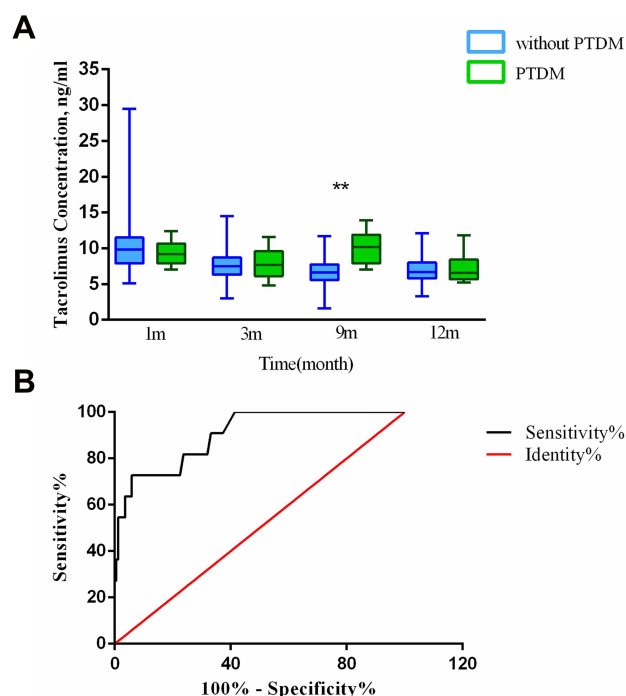 A
without PTDM
PTDM
Tacrolimus Concentration, ng/ml
35
30
25
20
15
10
5
0
**
1m 3m 9m 12m
Time(month)
B
Sensitivity%
100
80
60
40
20
0
Sensitivity%
Identity%
0 40 80 120
100% - Specificity%